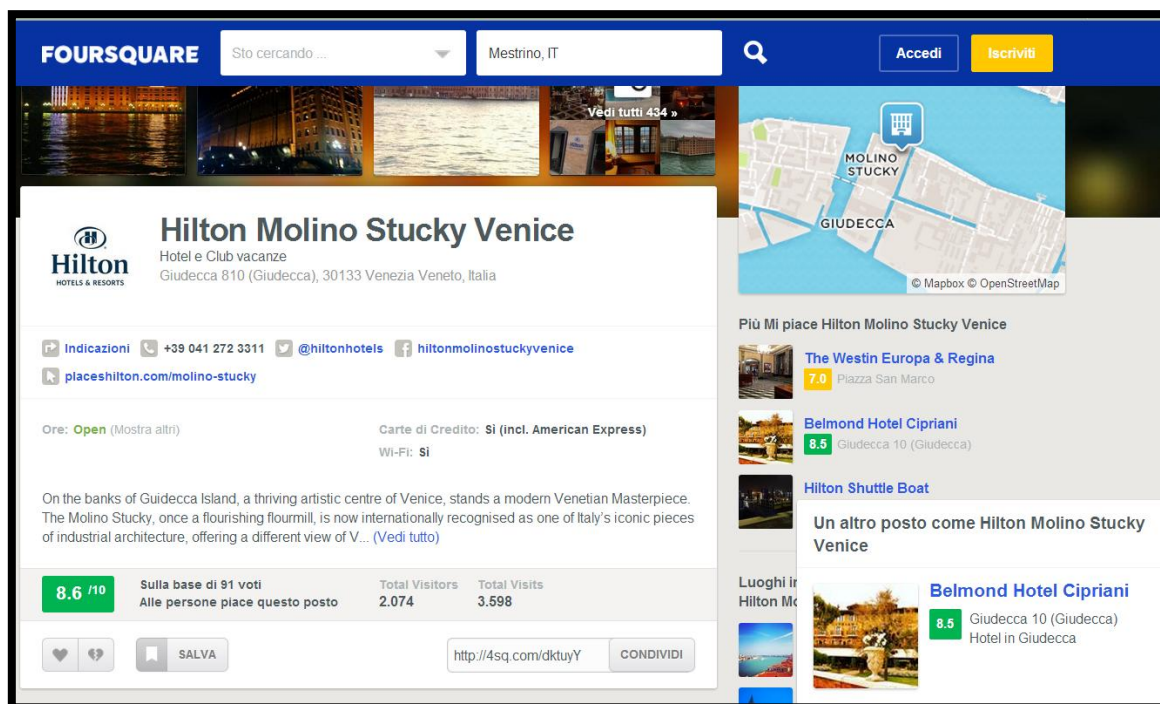 FOURSQUARE
Sto cercando ...
Mestrino, IT
Accedi
Iscriviti
Vedi tutti 434 »
MOLINO
STUCKY
GIUDECCA
© Mapbox © OpenStreetMap
Hilton
HOTELS & RESORTS
Hilton Molino Stucky Venice
Hotel e Club vacanze
Giudecca 810 (Giudecca), 30133 Venezia Veneto, Italia
Indicazioni +39 041 272 3311 @hiltonhotels hiltonmolinostuckyvenice
placeshilton.com/molino-stucky
Ore: Open (Mostra altri)
Carte di Credito: Sì (incl. American Express)
Wi-Fi: Sì
On the banks of Guidecca Island, a thriving artistic centre of Venice, stands a modern Venetian Masterpiece.
The Molino Stucky, once a flourishing flourmill, is now internationally recognised as one of Italy's iconic pieces
of industrial architecture, offering a different view of V... (Vedi tutto)
8.6 /10
Sulla base di 91 voti
Alle persone piace questo posto
Total Visitors
2.074
Total Visits
3.598
SALVA
http://4sq.com/dktuyY
CONDIVIDI
Più Mi piace Hilton Molino Stucky Venice
The Westin Europa & Regina
7.0 Piazza San Marco
Belmond Hotel Cipriani
8.5 Giudecca 10 (Giudecca)
Hilton Shuttle Boat
Luoghi
Hilton
Un altro posto come Hilton Molino Stucky
Venice
Belmond Hotel Cipriani
8.5
Giudecca 10 (Giudecca)
Hotel in Giudecca